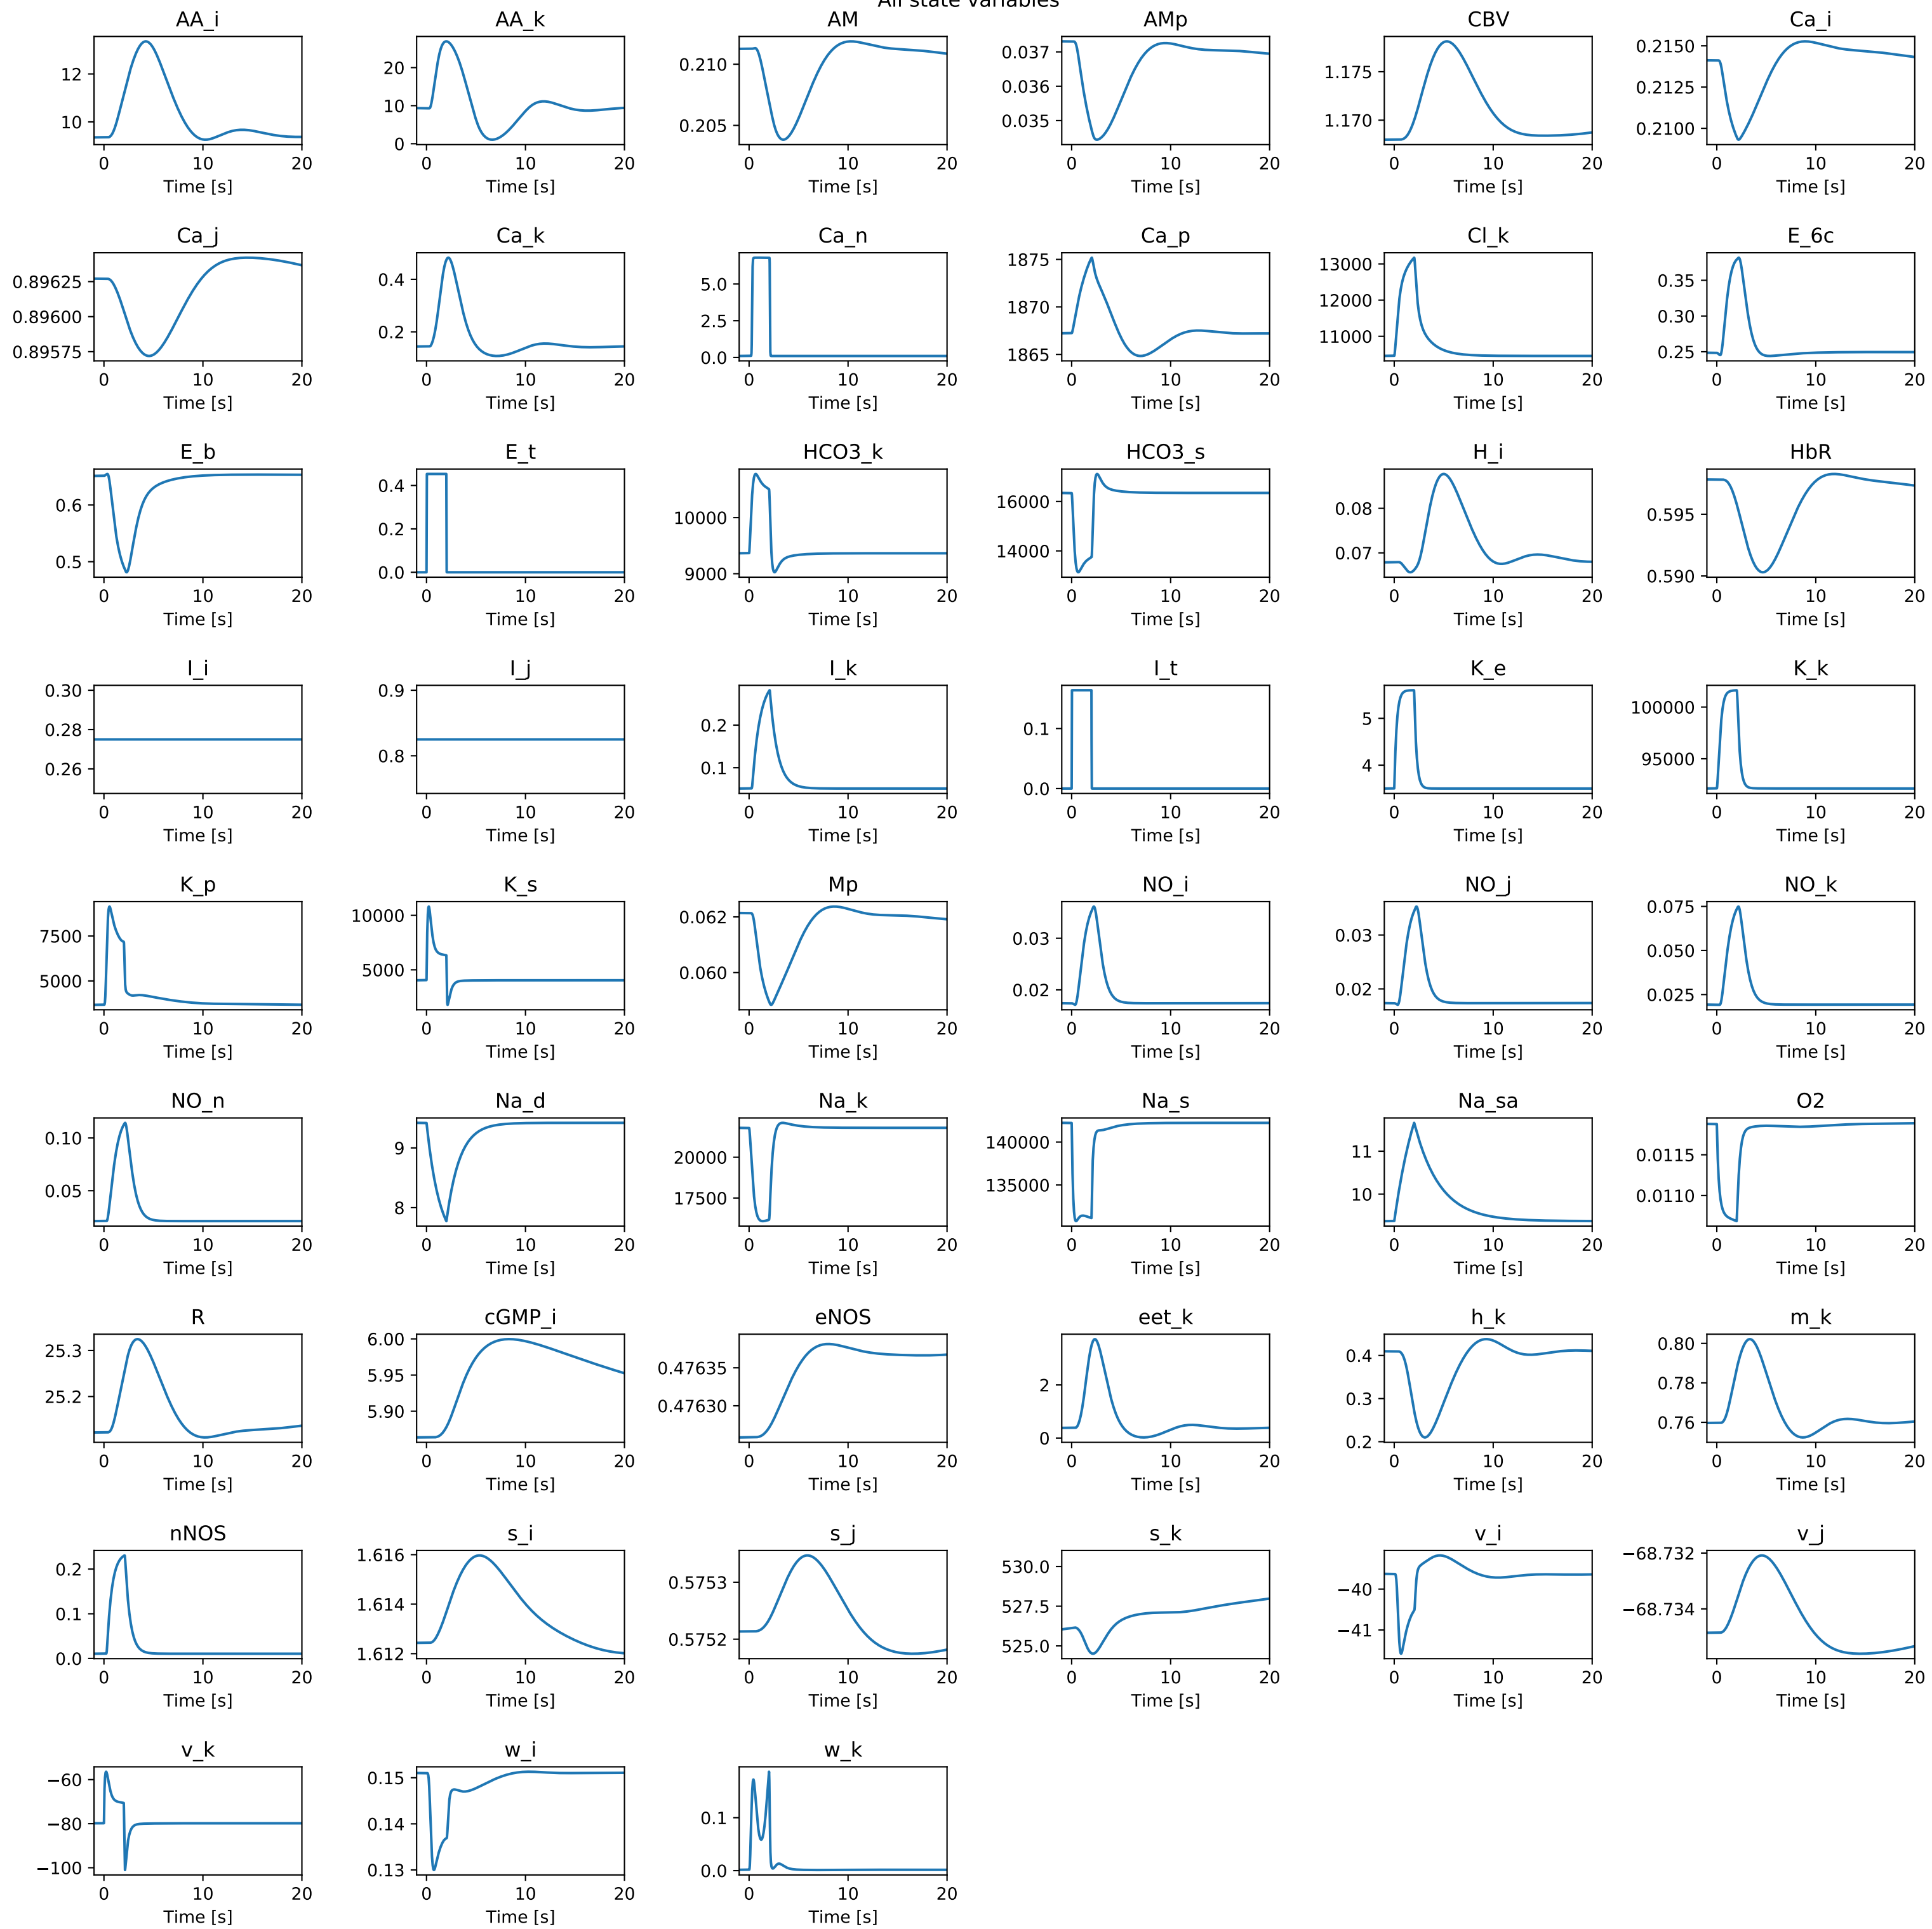 All state variables
AA_i AA_k AM AMp CBV Ca_i
12
10
0 10 20
Time [s]
20
10
0
0 10 20
Time [s]
0.210
0.205
0 10 20
Time [s]
0.037
0.036
0.035
0 10 20
Time [s]
1.175
1.170
0 10 20
Time [s]
0.2150
0.2125
0.2100
0 10 20
Time [s]
Ca_j Ca_k Ca_n Ca_p Cl_k E_6c
0.89625
0.89600
0.89575
0 10 20
Time [s]
0.4
0.2
0 10 20
Time [s]
5.0
2.5
0.0
0 10 20
Time [s]
1875
1870
1865
0 10 20
Time [s]
13000
12000
11000
0 10 20
Time [s]
0.35
0.30
0.25
0 10 20
Time [s]
E_b E_t HCO3_k HCO3_s H_i HbR
0.6
0.5
0 10 20
Time [s]
0.4
0.2
0.0
0 10 20
Time [s]
10000
9000
0 10 20
Time [s]
16000
14000
0 10 20
Time [s]
0.08
0.07
0 10 20
Time [s]
0.595
0.590
0 10 20
Time [s]
I_i I_j I_k I_t K_e K_k
0.30
0.28
0.26
0 10 20
Time [s]
0.9
0.8
0 10 20
Time [s]
0.2
0.1
0 10 20
Time [s]
0.1
0.0
0 10 20
Time [s]
5
4
0 10 20
Time [s]
100000
95000
0 10 20
Time [s]
K_p K_s Mp NO_i NO_j NO_k
7500
5000
0 10 20
Time [s]
10000
5000
0 10 20
Time [s]
0.062
0.060
0 10 20
Time [s]
0.03
0.02
0 10 20
Time [s]
0.03
0.02
0 10 20
Time [s]
0.075
0.050
0.025
0 10 20
Time [s]
NO_n Na_d Na_k Na_s Na_sa O2
0.10
0.05
0 10 20
Time [s]
9
8
0 10 20
Time [s]
20000
17500
0 10 20
Time [s]
140000
135000
0 10 20
Time [s]
11
10
0 10 20
Time [s]
0.0115
0.0110
0 10 20
Time [s]
R cGMP_i eNOS eet_k h_k m_k
25.3
25.2
0 10 20
Time [s]
6.00
5.95
5.90
0 10 20
Time [s]
0.47635
0.47630
0 10 20
Time [s]
2
0
0 10 20
Time [s]
0.4
0.3
0.2
0 10 20
Time [s]
0.80
0.78
0.76
0 10 20
Time [s]
nNOS s_i s_j s_k v_i v_j
0.2
0.1
0.0
0 10 20
Time [s]
1.616
1.614
1.612
0 10 20
Time [s]
0.5753
0.5752
0 10 20
Time [s]
530.0
527.5
525.0
0 10 20
Time [s]
−40
−41
0 10 20
Time [s]
−68.732
−68.734
0 10 20
Time [s]
v_k w_i w_k
−60
−80
−100
0 10 20
Time [s]
0.15
0.14
0.13
0 10 20
Time [s]
0.1
0.0
0 10 20
Time [s]